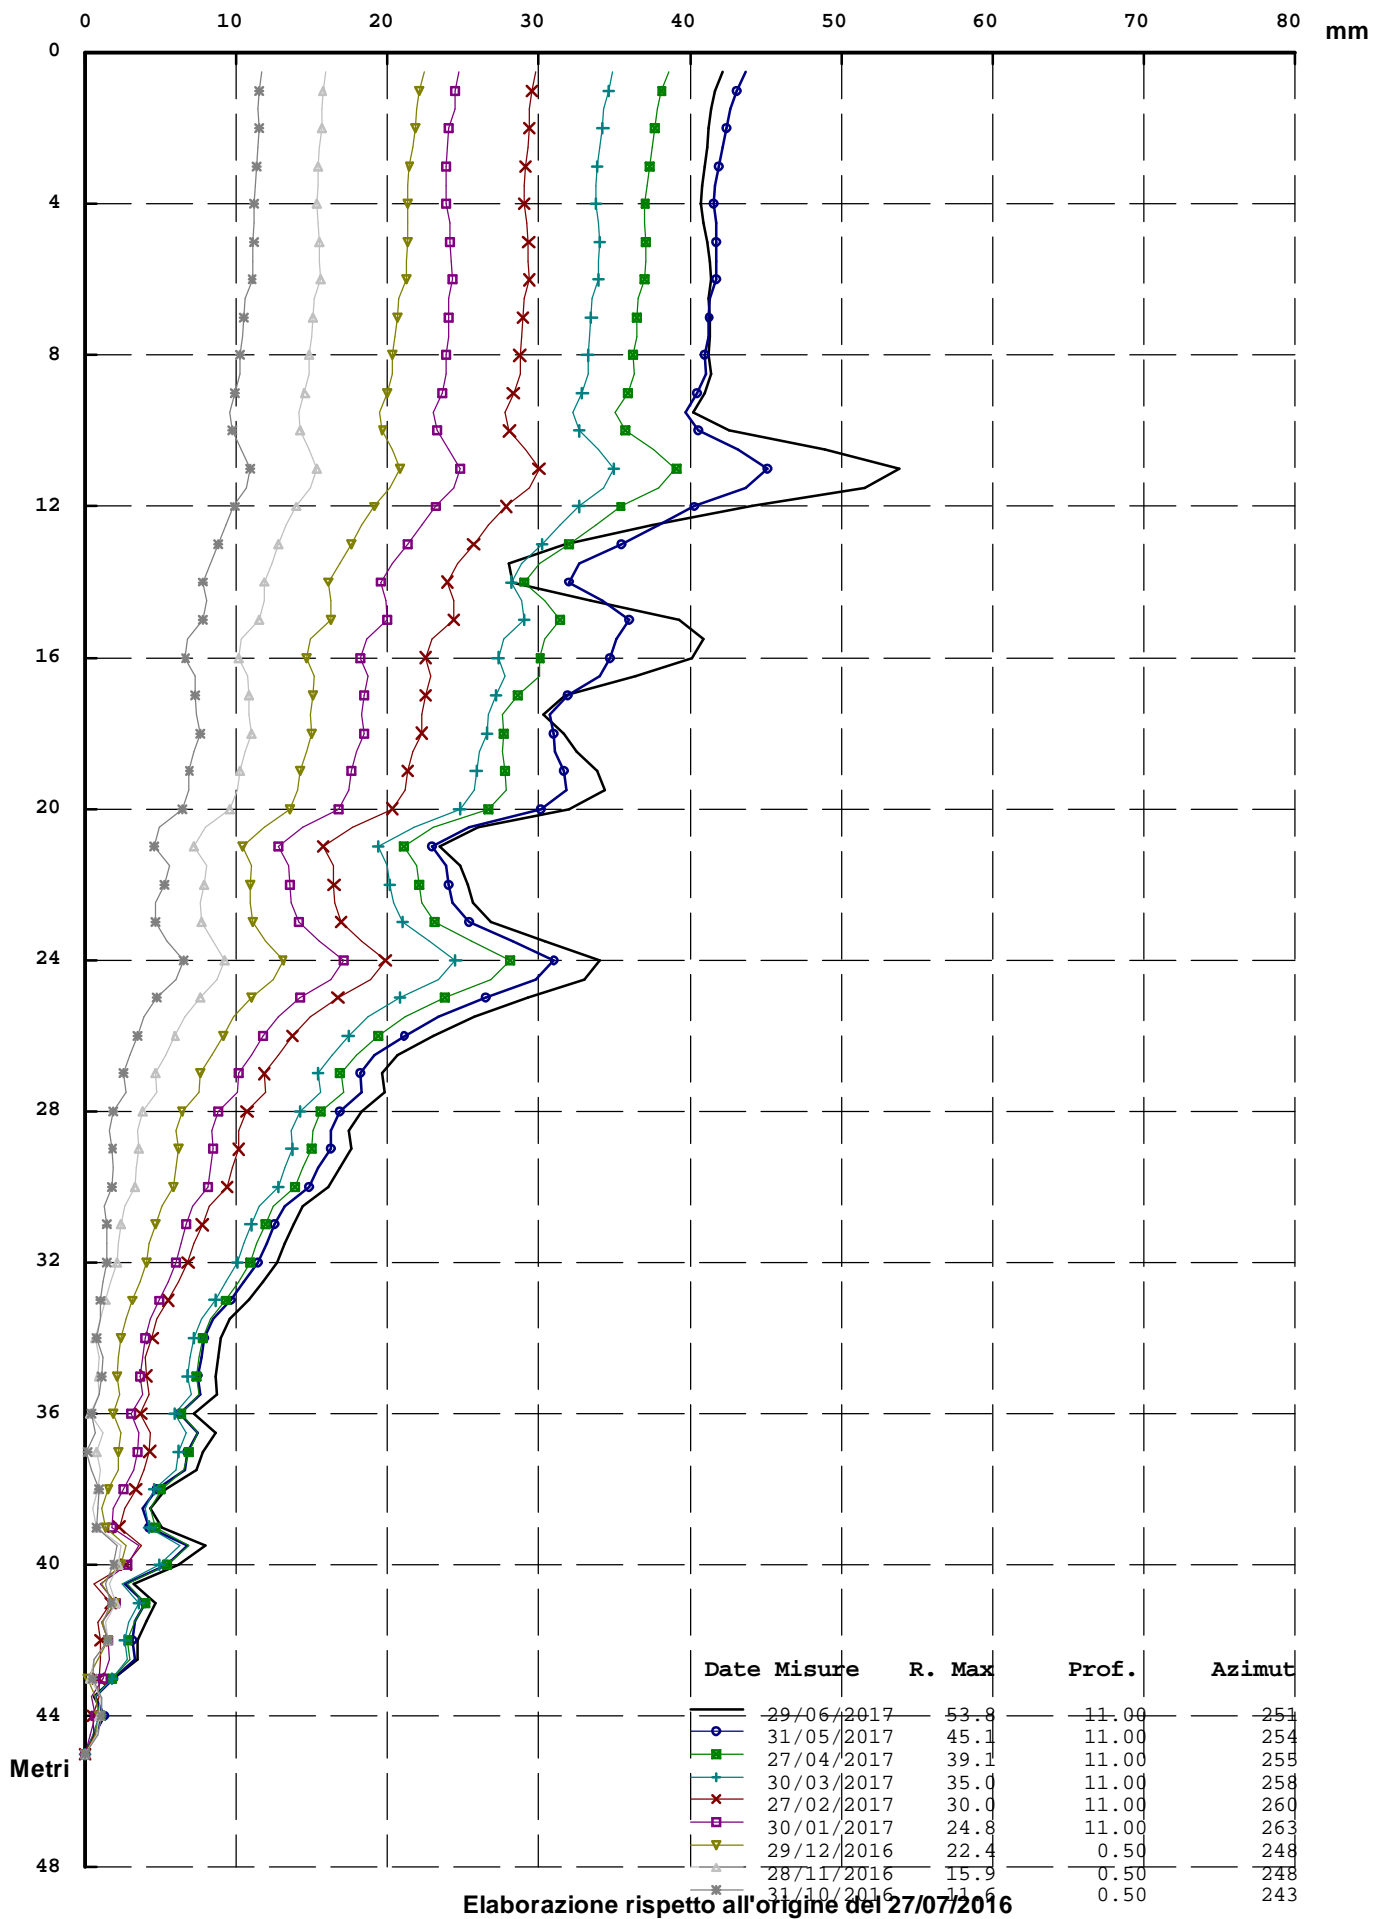 0 10 20 30 40 50 60 70 80
mm
0
4
8
12
16
20
24
28
32
36
40
44
Metri
48
Date Misure R. Max Prof. Azimut
29/06/2017 53.8 11.00 251
31/05/2017 45.1 11.00 254
27/04/2017 39.1 11.00 255
30/03/2017 35.0 11.00 258
27/02/2017 30.0 11.00 260
30/01/2017 24.8 11.00 263
29/12/2016 22.4 0.50 248
28/11/2016 15.9 0.50 248
31/10/2016 11.6 0.50 243
Elaborazione rispetto all'origine del 27/07/2016